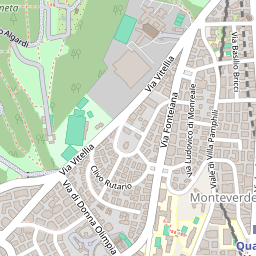 neta
Algardi
Via Vitellia
Via Basilio Bricci
Via Fonteiana
Via Ludovico di Monreale
Viale di Villa Pamphili
Via Vitellia
Clivo Rutario
Monteverde
Via di Donna Olimpia
Qua